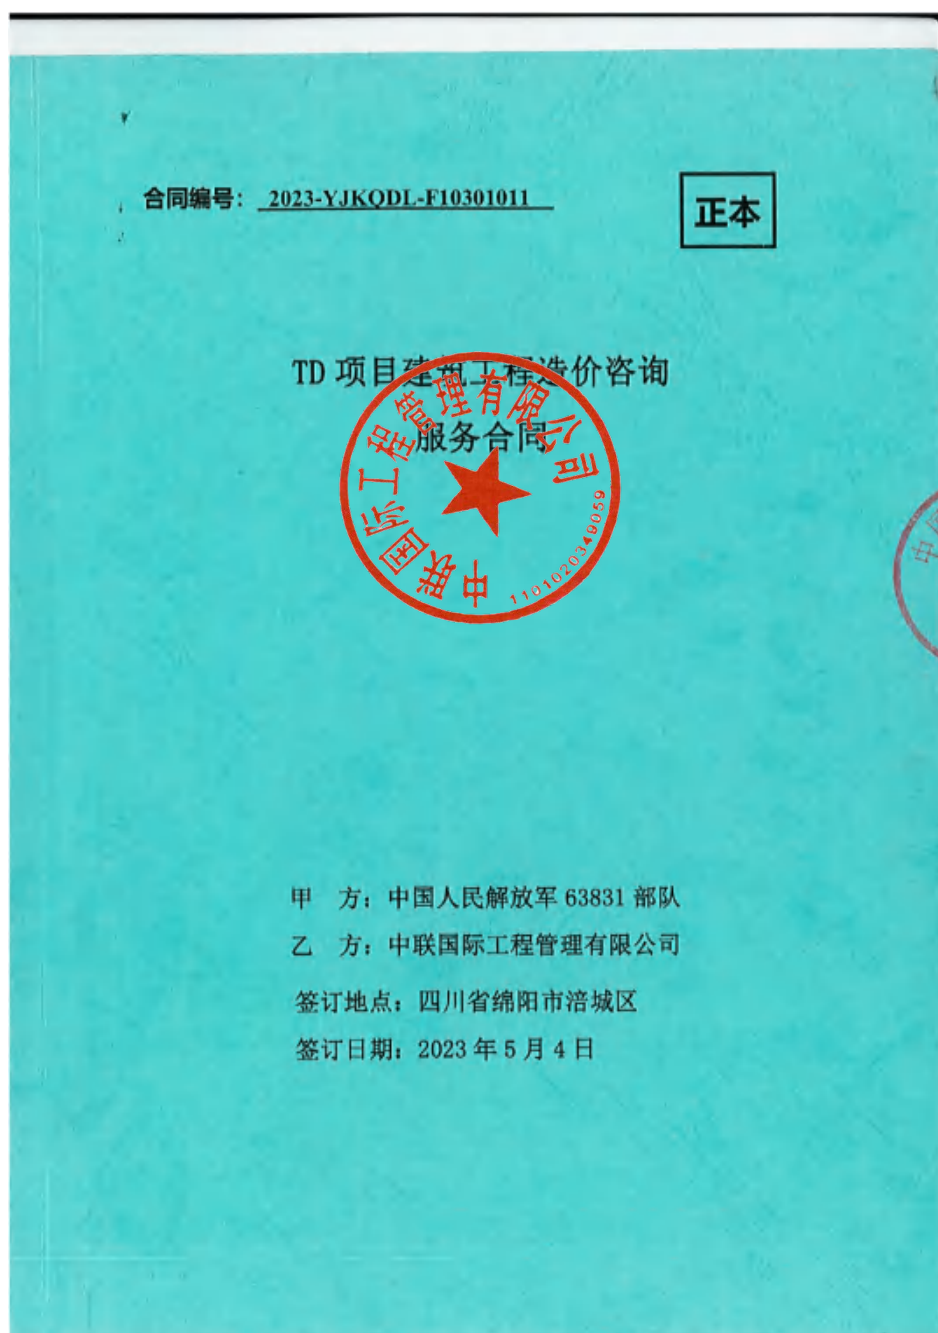 合同编号： 2023-YJKQDL-F10301011
正本
TD 项目建筑工程造价咨询
服务合同
中联国际工程管理有限公司
1101020349059
中国
甲 方：中国人民解放军 63831 部队
乙 方：中联国际工程管理有限公司
签订地点：四川省绵阳市涪城区
签订日期：2023 年 5 月 4 日